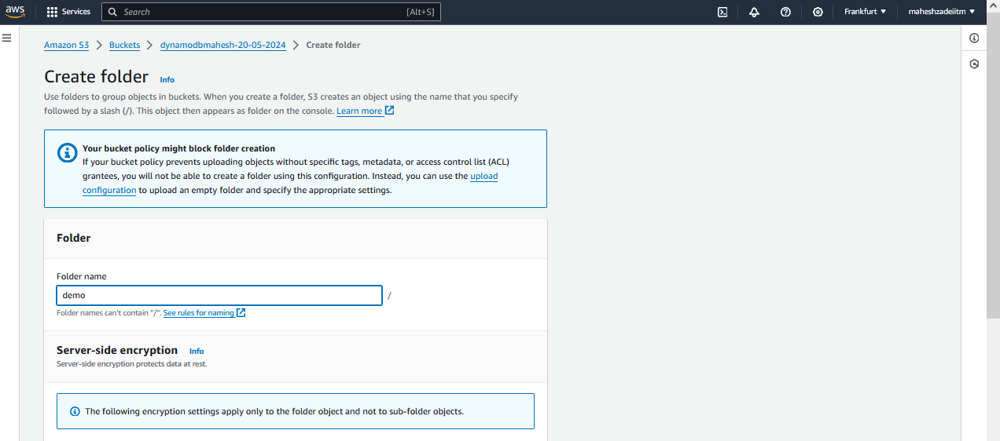 aws Services Search [Alt+S] Frankfurt ▼ maheshzadeiitm ▼
Amazon S3 > Buckets > dynamodbmahesh-20-05-2024 > Create folder
Create folder Info
Use folders to group objects in buckets. When you create a folder, S3 creates an object using the name that you specify
followed by a slash (/). This object then appears as folder on the console. Learn more
Your bucket policy might block folder creation
If your bucket policy prevents uploading objects without specific tags, metadata, or access control list (ACL)
grantees, you will not be able to create a folder using this configuration. Instead, you can use the upload
configuration to upload an empty folder and specify the appropriate settings.
Folder
Folder name
demo /
Folder names can't contain "/". See rules for naming
Server-side encryption Info
Server-side encryption protects data at rest.
The following encryption settings apply only to the folder object and not to sub-folder objects.